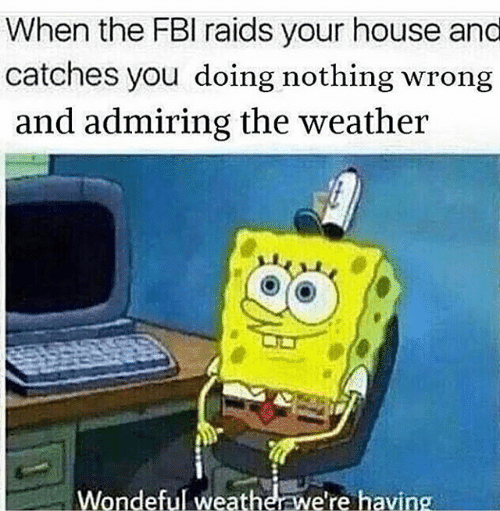 When the FBI raids your house and
catches you doing nothing wrong
and admiring the weather
Wondeful weather we're having